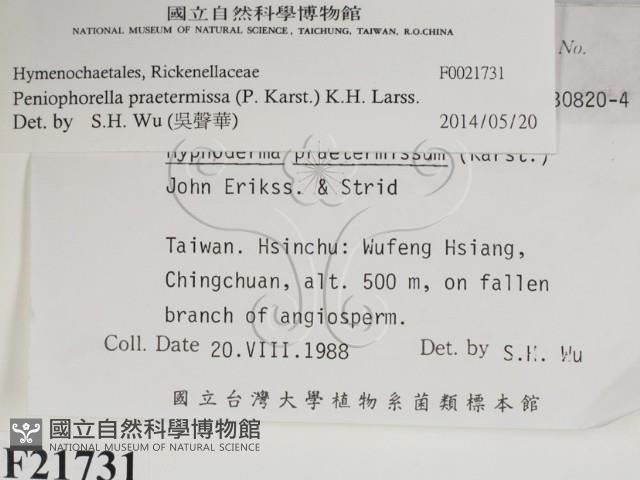 國立自然科學博物館
NATIONAL MUSEUM OF NATURAL SCIENCE, TAICHUNG, TAIWAN, R.O.CHINA
Hymenochaetales, Rickenellaceae F0021731
Peniophorella praetermissa (P. Karst.) K.H. Larss.
Det. by S.H. Wu (吳聲華) 2014/05/20
No.
80820-4
Hyphoderma praetermissum (Karst.)
John Erikss. & Strid
Taiwan. Hsinchu: Wufeng Hsiang,
Chingchuan, alt. 500 m, on fallen
branch of angiosperm.
Coll. Date 20.VIII.1988 Det. by S.H. Wu
國立台灣大學植物系菌類標本館
國立自然科學博物館
NATIONAL MUSEUM OF NATURAL SCIENCE
F21731